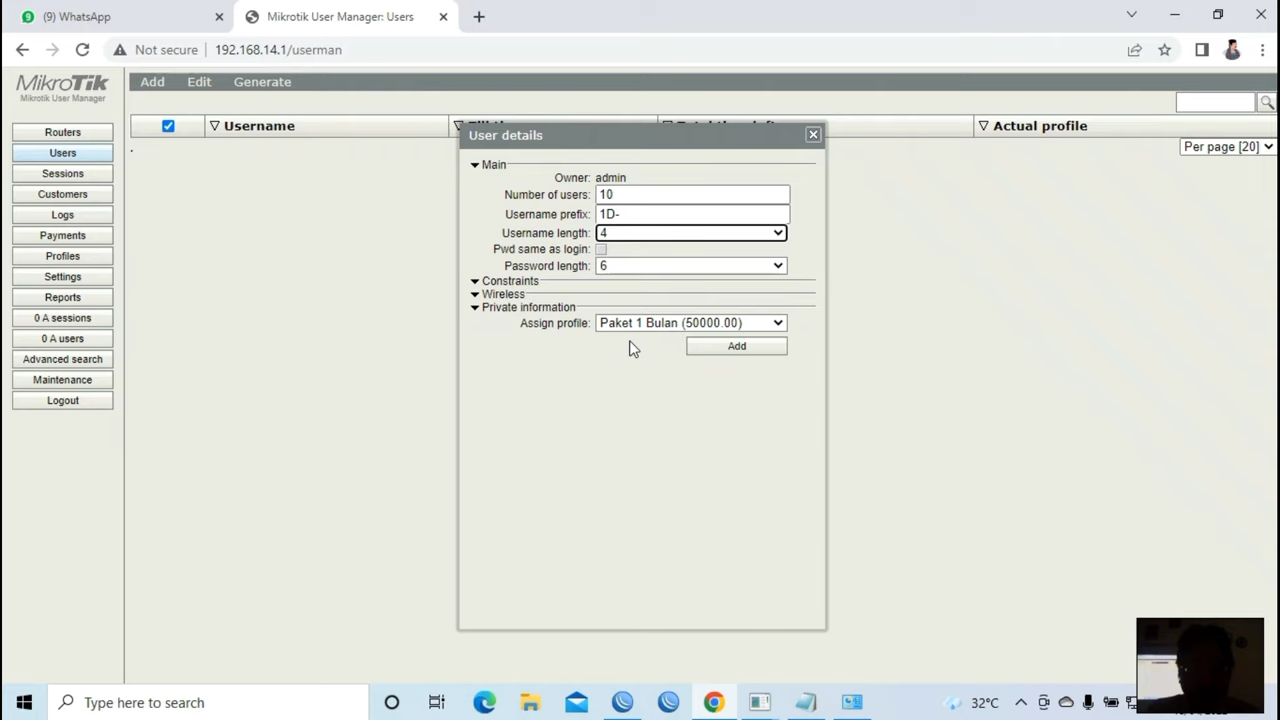 (9) WhatsApp
Mikrotik User Manager: Users
Not secure
192.168.14.1/userman
MikroTik
Mikrotik User Manager
Add
Edit
Generate
Username
Actual profile
Per page [20]
Routers
Users
Sessions
Customers
Logs
Payments
Profiles
Settings
Reports
0 A sessions
0 A users
Advanced search
Maintenance
Logout
User details
Main
Owner: admin
Number of users: 10
Username prefix: 1D-
Username length: 4
Pwd same as login:
Password length: 6
Constraints
Wireless
Private information
Assign profile: Paket 1 Bulan (50000.00)
Add
Type here to search
32°C